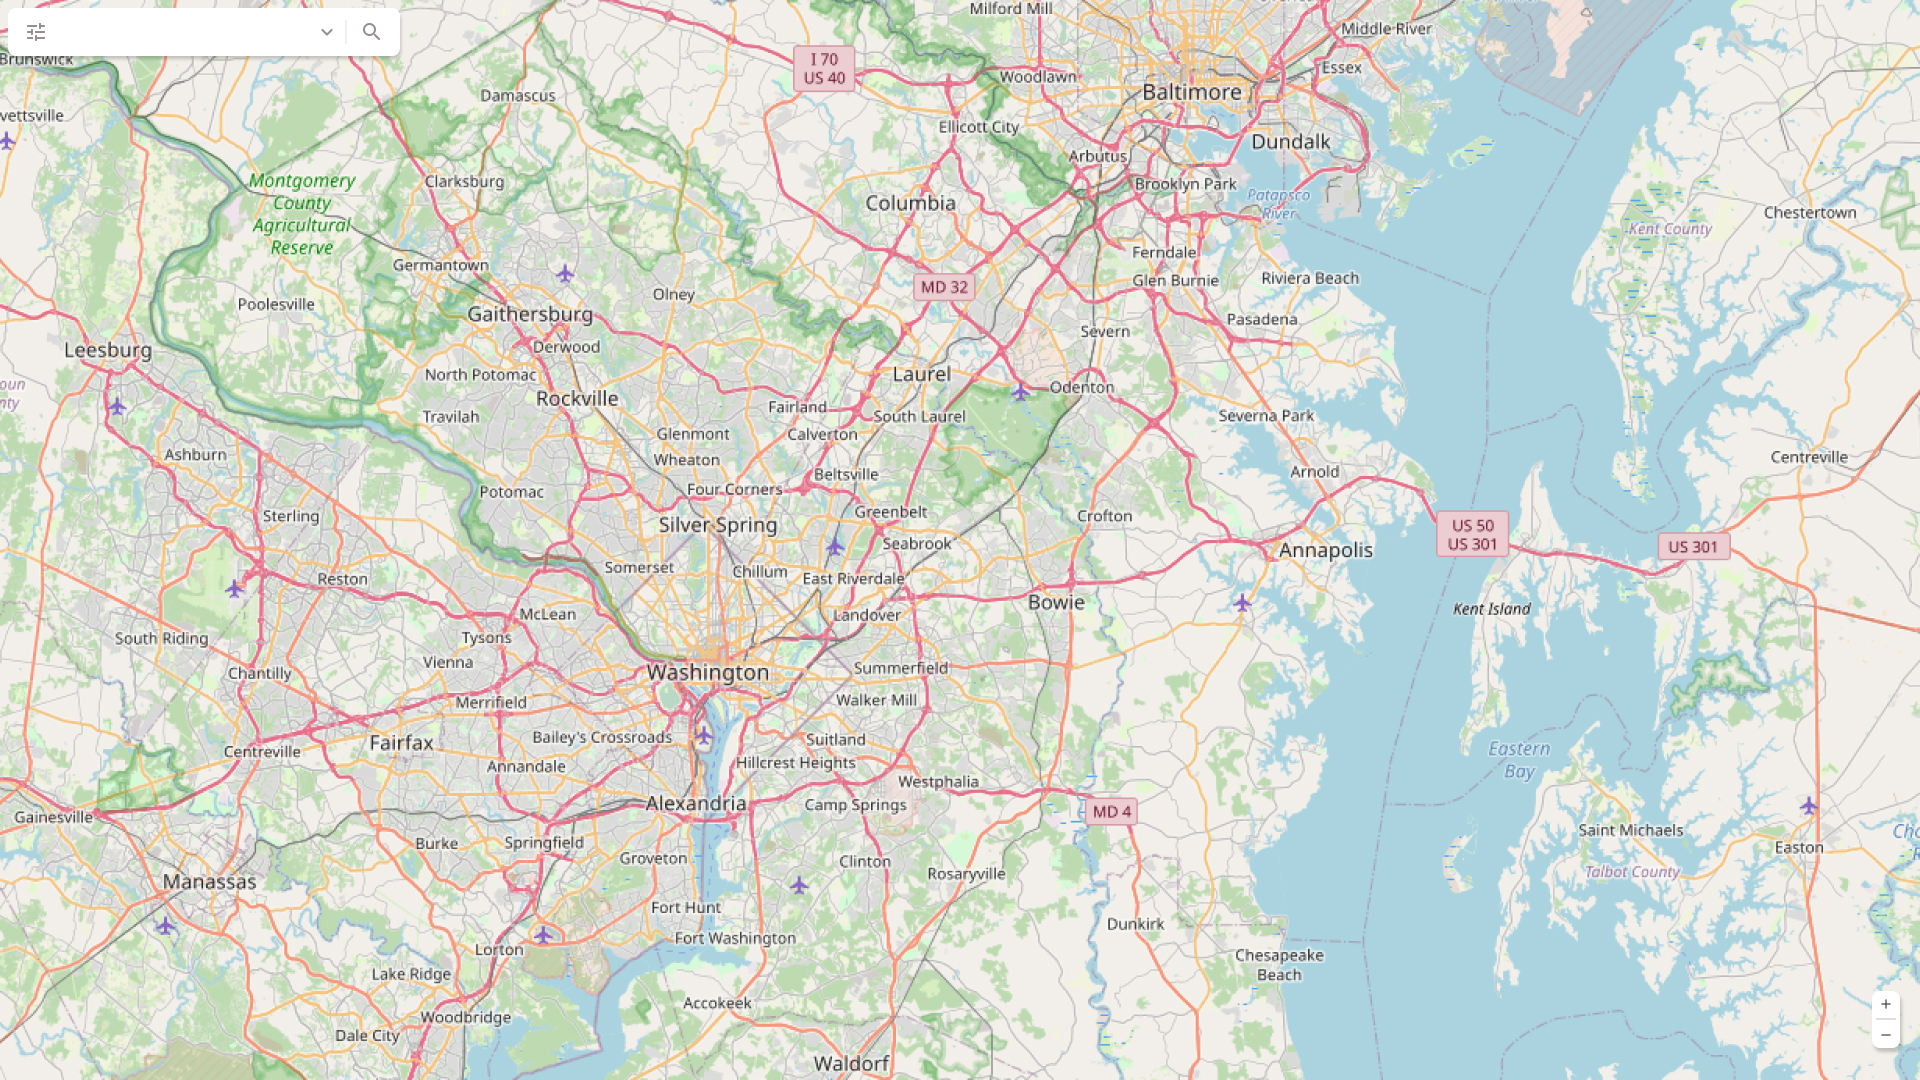 Milford Mill
Middle River
Brunswick
I 70
US 40
Woodlawn
Essex
Damascus
Baltimore
vettsville
Ellicott City
Dundalk
Arbutus
Montgomery
County
Agricultural
Reserve
Clarksburg
Brooklyn Park
Patapsco
River
Columbia
Chestertown
Kent County
Germantown
Ferndale
Glen Burnie
Riviera Beach
MD 32
Olney
Poolesville
Gaithersburg
Pasadena
Severn
Leesburg
Derwood
North Potomac
Laurel
oun
nty
Odenton
Rockville
Fairland
South Laurel
Severna Park
Travilah
Glenmont
Calverton
Ashburn
Wheaton
Beltsville
Arnold
Centreville
Potomac
Four Corners
Greenbelt
Crofton
Sterling
Silver Spring
US 50
US 301
US 301
Seabrook
Annapolis
Somerset
Chillum
East Riverdale
Reston
Bowie
Kent Island
McLean
Landover
South Riding
Tysons
Vienna
Chantilly
Washington
Summerfield
Merrifield
Walker Mill
Fairfax
Bailey's Crossroads
Suitland
Centreville
Eastern
Bay
Annandale
Hillcrest Heights
Westphalia
Alexandria
Camp Springs
MD 4
Gainesville
Saint Michaels
Cho
Burke
Springfield
Groveton
Clinton
Easton
Rosaryville
Talbot County
Manassas
Fort Hunt
Dunkirk
Fort Washington
Lorton
Chesapeake
Beach
Lake Ridge
Accokeek
+
−
Woodbridge
Dale City
Waldorf